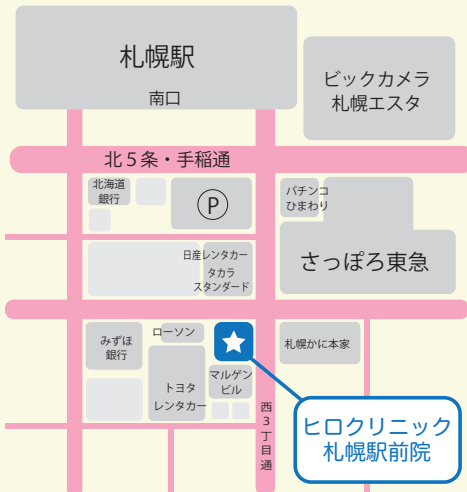 札幌駅
南口
ビックカメラ
札幌エスタ
北5条・手稲通
北海道
銀行
P
パチンコ
ひまわり
日産レンタカー
タカラ
スタンダード
さっぽろ東急
みずほ
銀行
ローソン
札幌かに本家
トヨタ
レンタカー
マルゲン
ビル
西3丁目通
ヒロクリニック
札幌駅前院